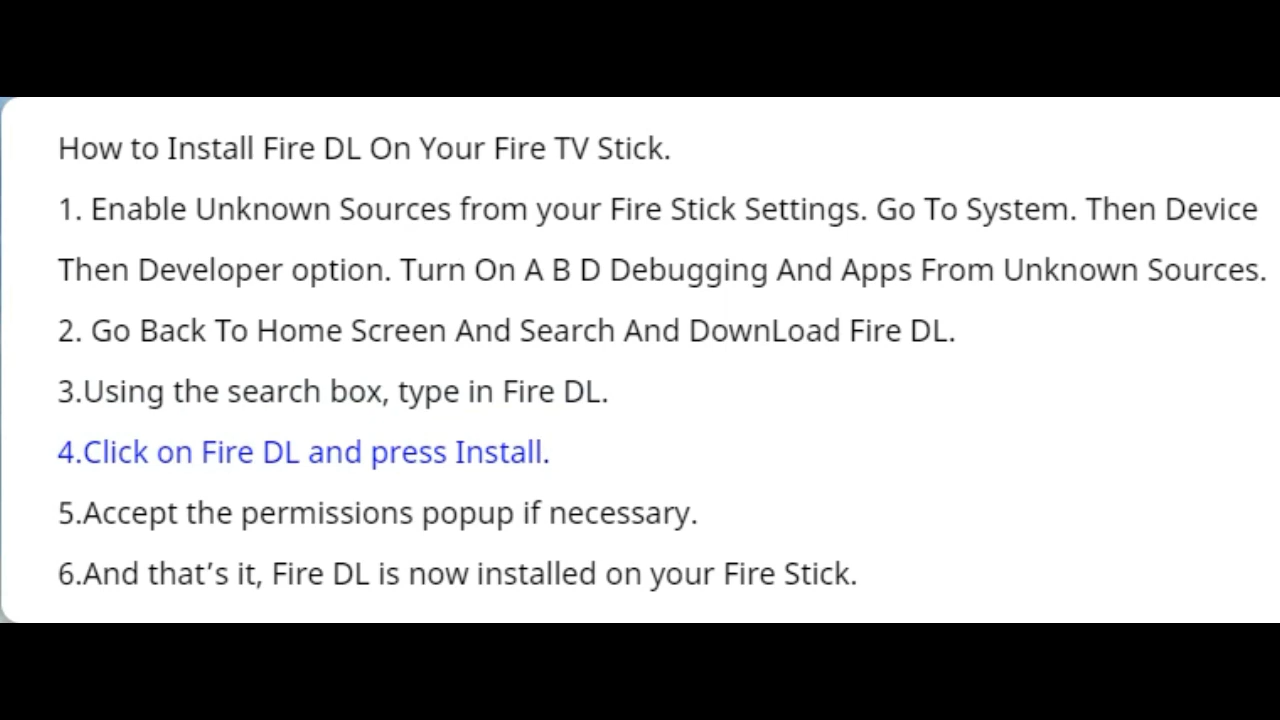 How to Install Fire DL On Your Fire TV Stick.
1. Enable Unknown Sources from your Fire Stick Settings. Go To System. Then Device
Then Developer option. Turn On A B D Debugging And Apps From Unknown Sources.
2. Go Back To Home Screen And Search And DownLoad Fire DL.
3.Using the search box, type in Fire DL.
4.Click on Fire DL and press Install.
5.Accept the permissions popup if necessary.
6.And that’s it, Fire DL is now installed on your Fire Stick.